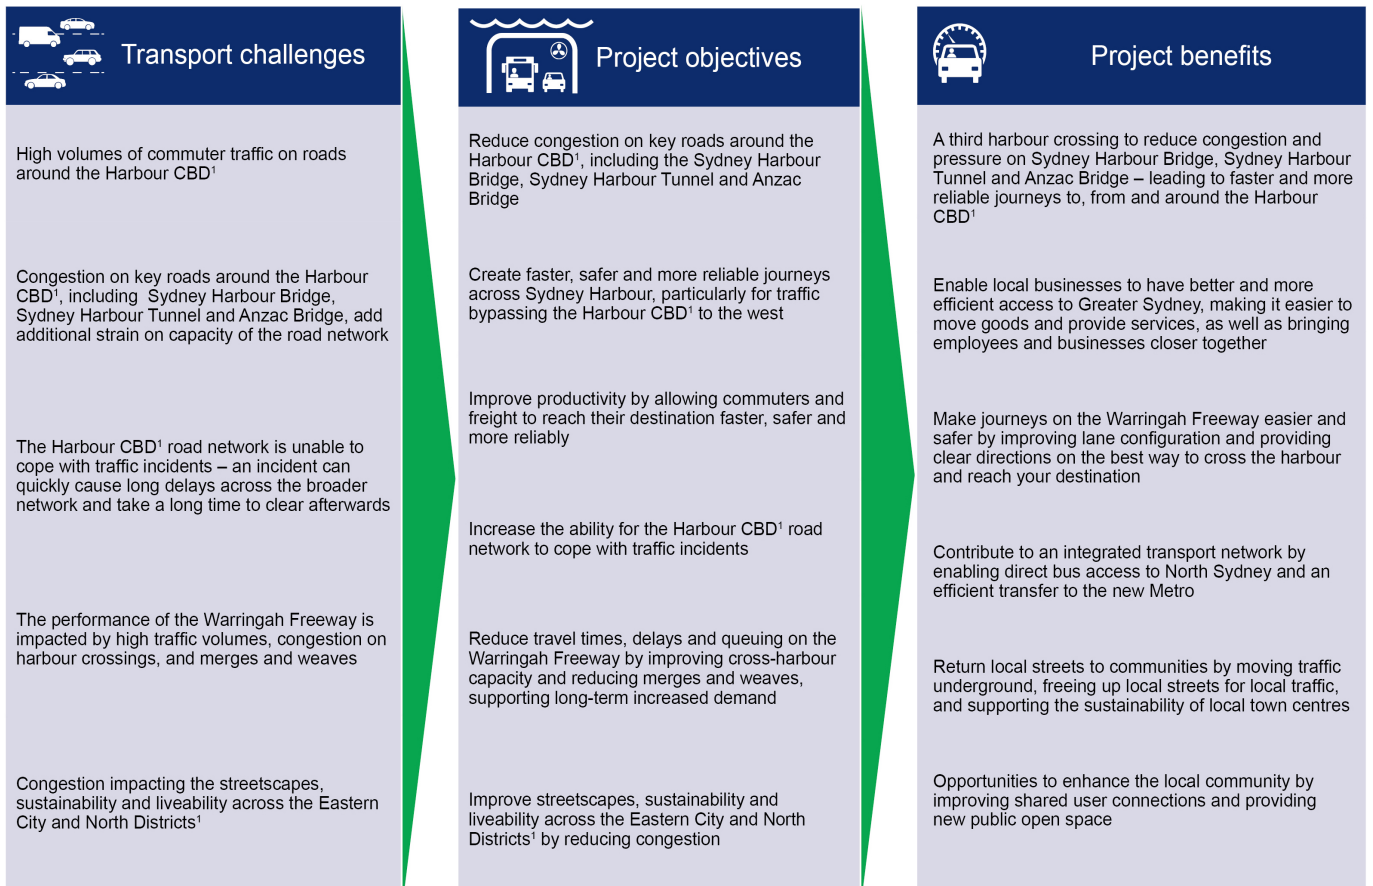 Transport challenges
High volumes of commuter traffic on roads
around the Harbour CBD¹
Congestion on key roads around the Harbour
CBD¹, including  Sydney Harbour Bridge,
Sydney Harbour Tunnel and Anzac Bridge, add
additional strain on capacity of the road network
The Harbour CBD¹ road network is unable to
cope with traffic incidents – an incident can
quickly cause long delays across the broader
network and take a long time to clear afterwards
The performance of the Warringah Freeway is
impacted by high traffic volumes, congestion on
harbour crossings, and merges and weaves
Congestion impacting the streetscapes,
sustainability and liveability across the Eastern
City and North Districts¹
Project objectives
Reduce congestion on key roads around the
Harbour CBD¹, including the Sydney Harbour
Bridge, Sydney Harbour Tunnel and Anzac
Bridge
Create faster, safer and more reliable journeys
across Sydney Harbour, particularly for traffic
bypassing the Harbour CBD¹ to the west
Improve productivity by allowing commuters and
freight to reach their destination faster, safer and
more reliably
Increase the ability for the Harbour CBD¹ road
network to cope with traffic incidents
Reduce travel times, delays and queuing on the
Warringah Freeway by improving cross-harbour
capacity and reducing merges and weaves,
supporting long-term increased demand
Improve streetscapes, sustainability and
liveability across the Eastern City and North
Districts¹ by reducing congestion
Project benefits
A third harbour crossing to reduce congestion and
pressure on Sydney Harbour Bridge, Sydney Harbour
Tunnel and Anzac Bridge – leading to faster and more
reliable journeys to, from and around the Harbour
CBD¹
Enable local businesses to have better and more
efficient access to Greater Sydney, making it easier to
move goods and provide services, as well as bringing
employees and businesses closer together
Make journeys on the Warringah Freeway easier and
safer by improving lane configuration and providing
clear directions on the best way to cross the harbour
and reach your destination
Contribute to an integrated transport network by
enabling direct bus access to North Sydney and an
efficient transfer to the new Metro
Return local streets to communities by moving traffic
underground, freeing up local streets for local traffic,
and supporting the sustainability of local town centres
Opportunities to enhance the local community by
improving shared user connections and providing
new public open space